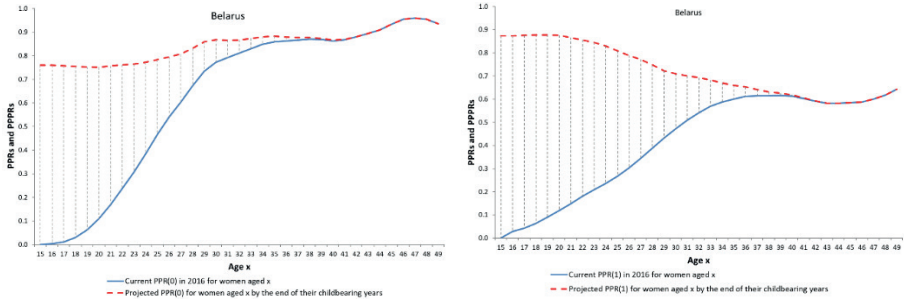 Belarus
PPRs and PPPRs
1.0
0.9
0.8
0.7
0.6
0.5
0.4
0.3
0.2
0.1
0.0
15 16 17 18 19 20 21 22 23 24 25 26 27 28 29 30 31 32 33 34 35 36 37 38 39 40 41 42 43 44 45 46 47 48 49
Age x
Current PPR(0) in 2016 for women aged x
Projected PPR(0) for women aged x by the end of their childbearing years
Belarus
PPRs and PPPRs
1.0
0.9
0.8
0.7
0.6
0.5
0.4
0.3
0.2
0.1
0.0
15 16 17 18 19 20 21 22 23 24 25 26 27 28 29 30 31 32 33 34 35 36 37 38 39 40 41 42 43 44 45 46 47 48 49
Age x
Current PPR(1) in 2016 for women aged x
Projected PPR(1) for women aged x by the end of their childbearing years